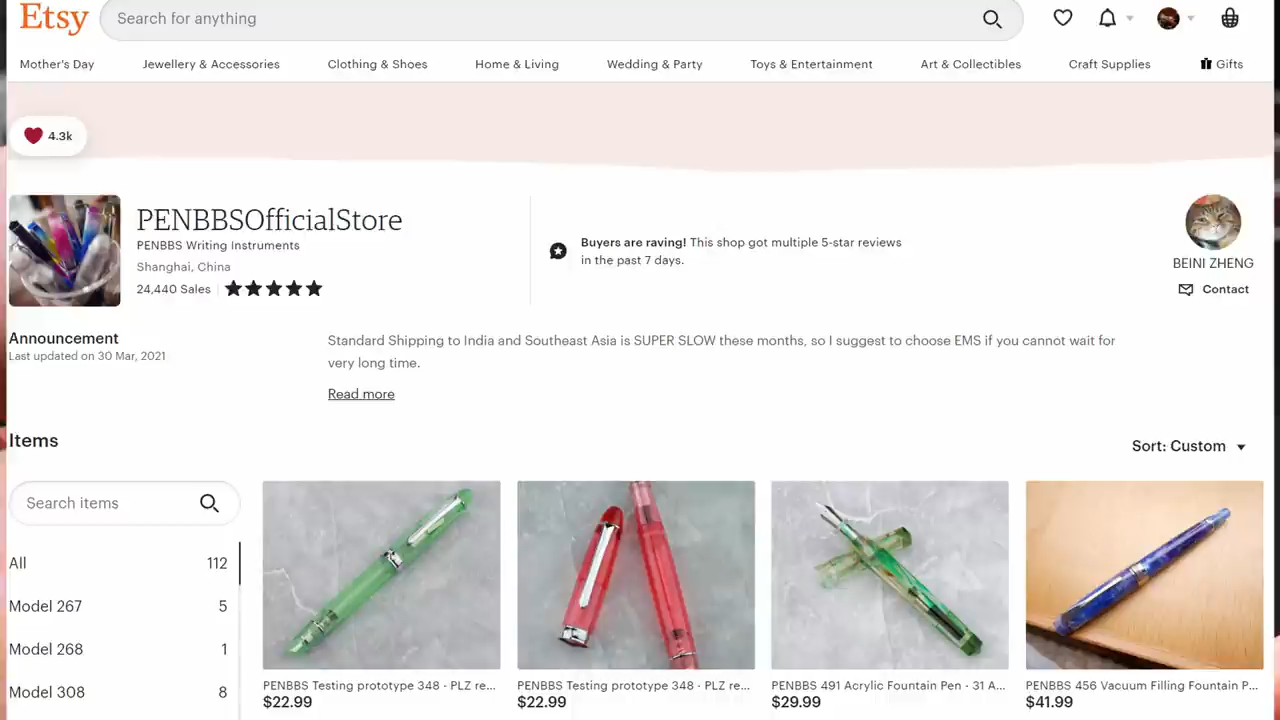 Etsy
Search for anything
Mother's Day
Jewellery & Accessories
Clothing & Shoes
Home & Living
Wedding & Party
Toys & Entertainment
Art & Collectibles
Craft Supplies
Gifts
4.3k
PENBBSOfficialStore
PENBBS Writing Instruments
Shanghai, China
24,440 Sales
Buyers are raving! This shop got multiple 5-star reviews
in the past 7 days.
BEINI ZHENG
Contact
Announcement
Last updated on 30 Mar, 2021
Standard Shipping to India and Southeast Asia is SUPER SLOW these months, so I suggest to choose EMS if you cannot wait for
very long time.
Read more
Items
Sort: Custom
Search items
All 112
Model 267 5
Model 268 1
Model 308 8
PENBBS Testing prototype 348 - PLZ re...
$22.99
PENBBS Testing prototype 348 - PLZ re...
$22.99
PENBBS 491 Acrylic Fountain Pen - 31 A...
$29.99
PENBBS 456 Vacuum Filling Fountain P...
$41.99